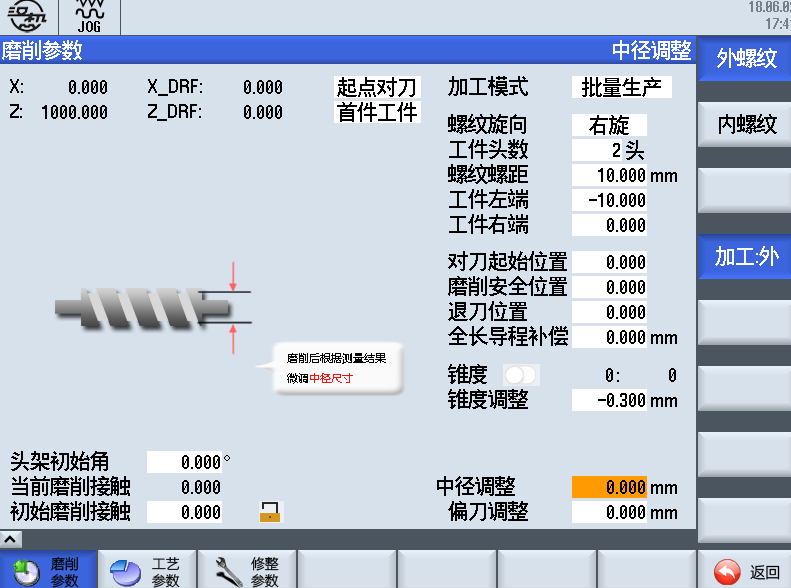 JOG
18.06.0
17:4
磨削参数 中径调整
X: 0.000 X_DRF: 0.000 起点对刀
Z: 1000.000 Z_DRF: 0.000 首件工件
加工模式 批量生产
螺纹旋向 右旋
工件头数 2 头
螺纹螺距 10.000 mm
工件左端 -10.000
工件右端 0.000
对刀起始位置 0.000
磨削安全位置 0.000
退刀位置 0.000
全长导程补偿 0.000 mm
锥度 0: 0
锥度调整 -0.300 mm
磨削后根据测量结果
微调中径尺寸
头架初始角 0.000°
当前磨削接触 0.000
初始磨削接触 0.000
中径调整 0.000 mm
偏刀调整 0.000 mm
外螺纹
内螺纹
加工:外
磨削
参数
工艺
参数
修整
参数
返回